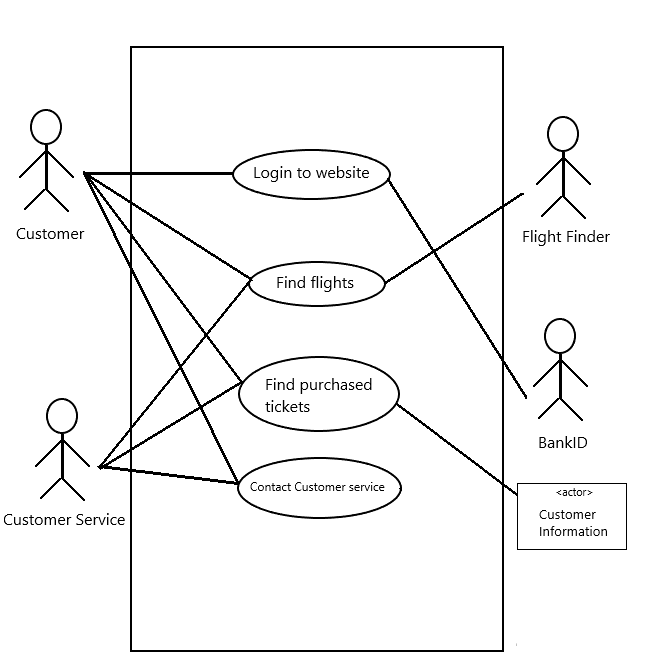 Login to website
Customer
Flight Finder
Find flights
Find purchased
tickets
BankID
Contact Customer service
<actor>
Customer
Information
Customer Service